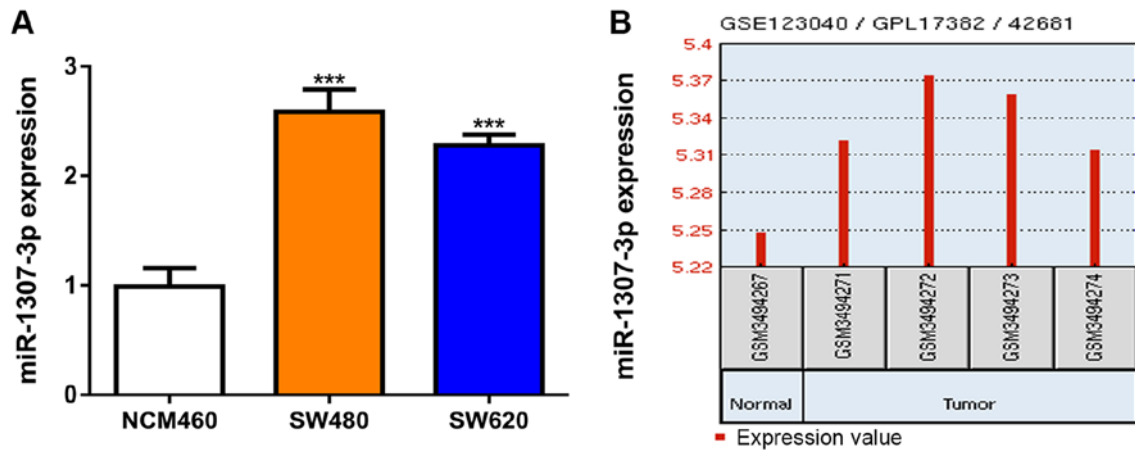 A
miR-1307-3p expression
3
2
1
0
***
***
NCM460 SW480 SW620
B
GSE123040 / GPL17382 / 42681
miR-1307-3p expression
5.4
5.37
5.34
5.31
5.28
5.25
5.22
GSM3494267
GSM3494271
GSM3494272
GSM3494273
GSM3494274
Normal Tumor
Expression value